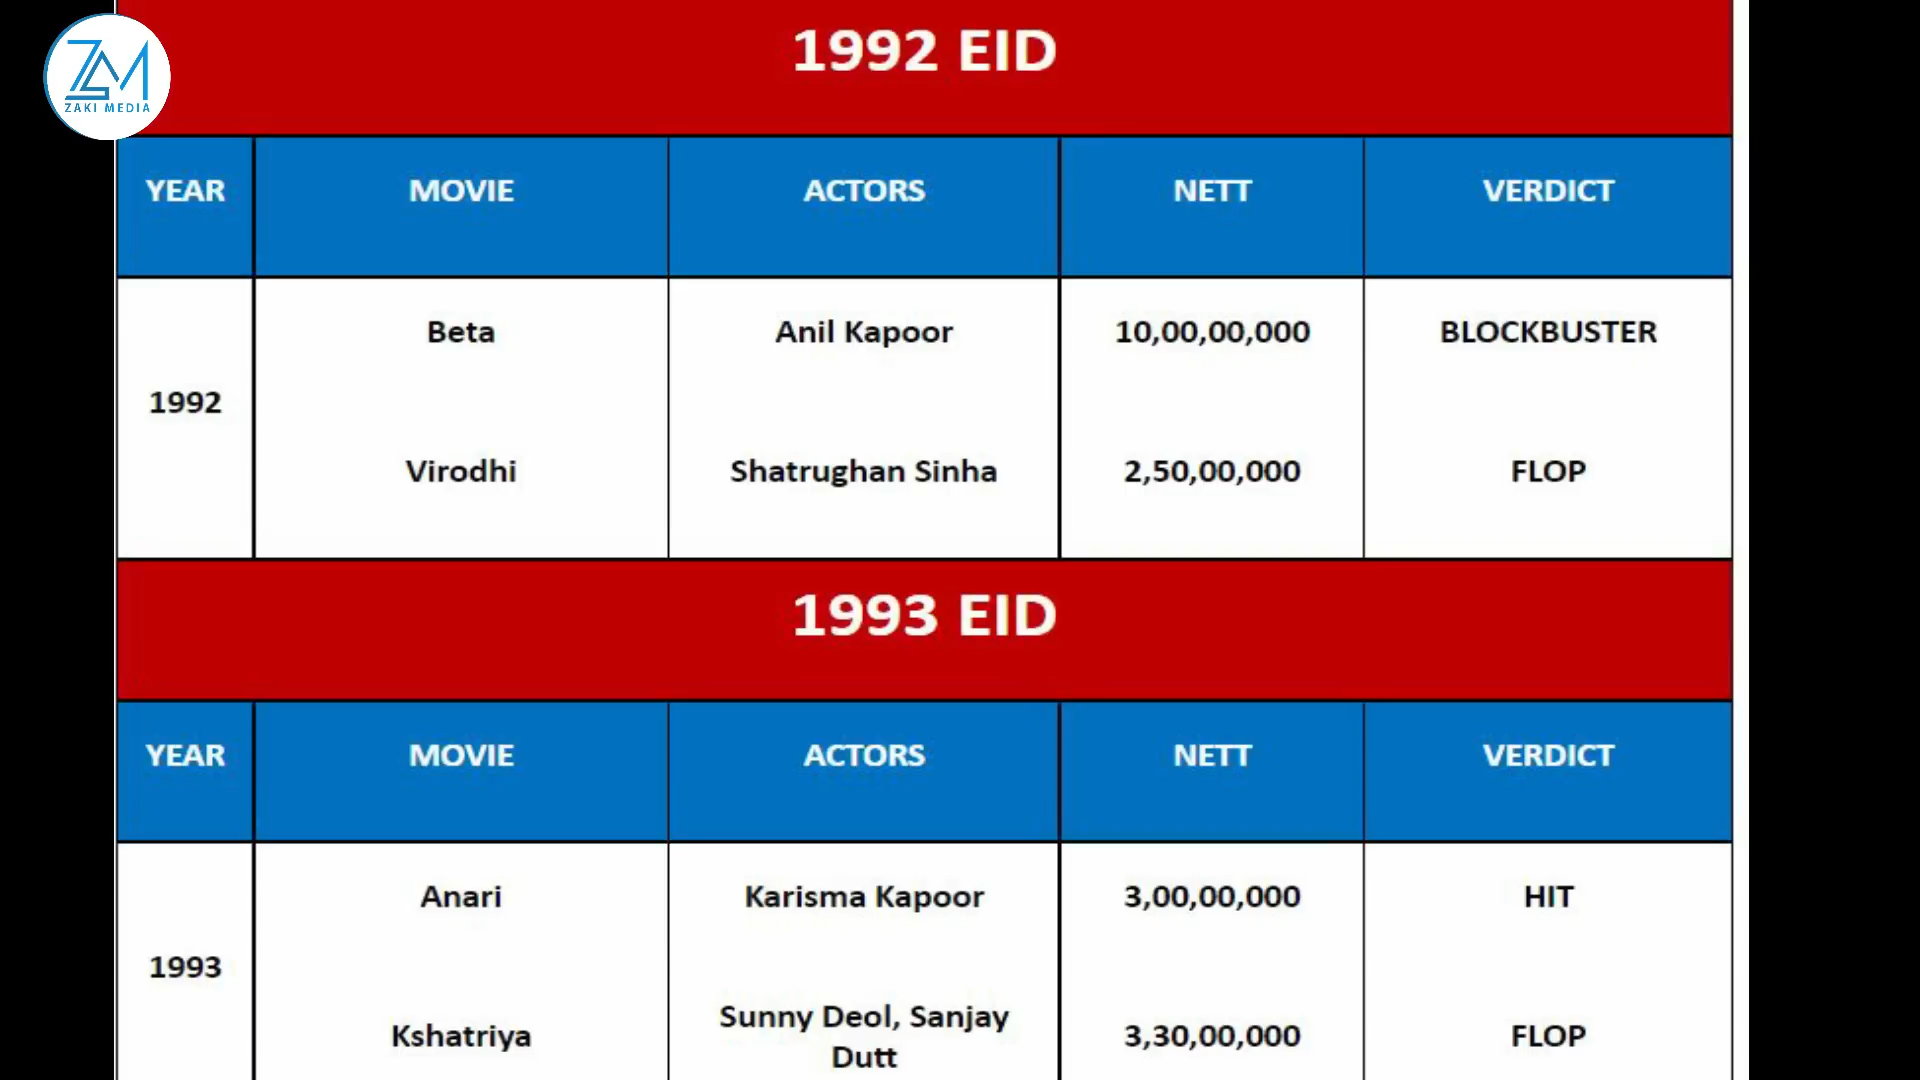 ZM
ZAKI MEDIA
1992 EID
YEAR MOVIE ACTORS NETT VERDICT
Beta Anil Kapoor 10,00,00,000 BLOCKBUSTER
1992
Virodhi Shatrughan Sinha 2,50,00,000 FLOP
1993 EID
YEAR MOVIE ACTORS NETT VERDICT
Anari Karisma Kapoor 3,00,00,000 HIT
1993
Kshatriya Sunny Deol, Sanjay Dutt 3,30,00,000 FLOP